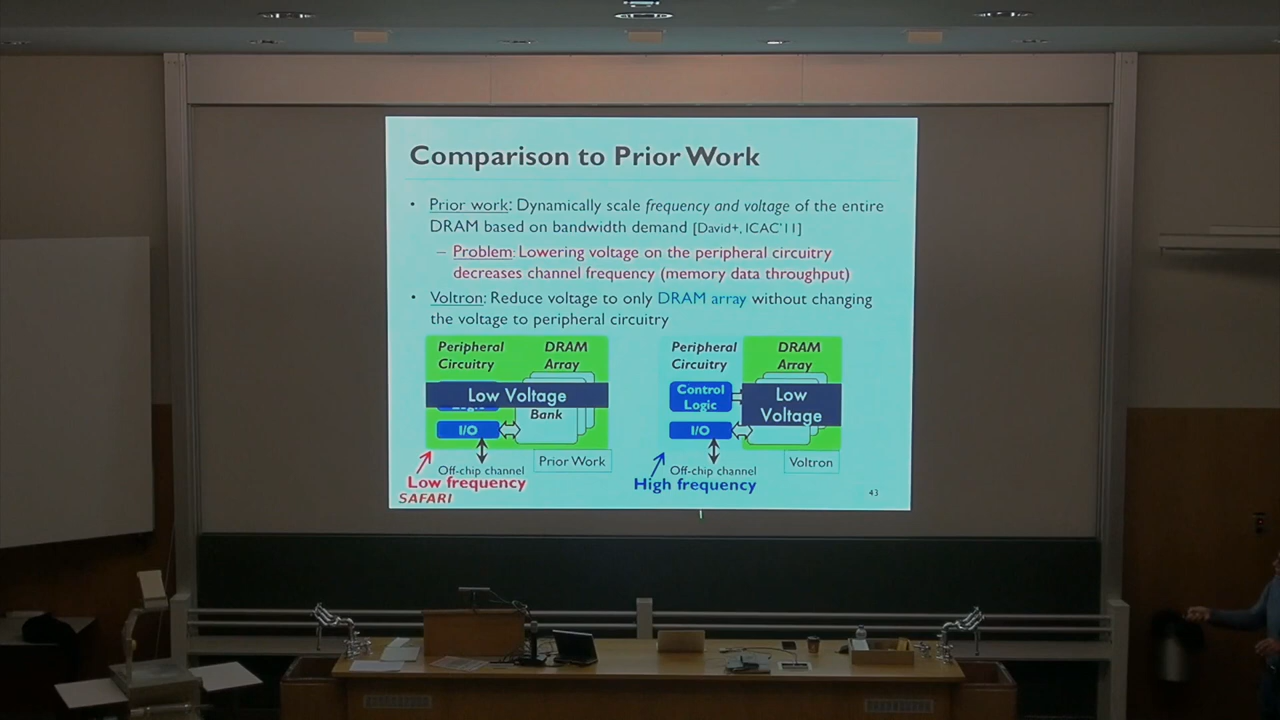 Comparison to Prior Work
• Prior work: Dynamically scale frequency and voltage of the entire
DRAM based on bandwidth demand [David+, ICAC'11]
– Problem: Lowering voltage on the peripheral circuitry
decreases channel frequency (memory data throughput)
• Voltron: Reduce voltage to only DRAM array without changing
the voltage to peripheral circuitry
Peripheral
Circuitry
DRAM
Array
Low Voltage
Logic
Bank
I/O
Off-chip channel
Prior Work
Low frequency
SAFARI
Peripheral
Circuitry
DRAM
Array
Control
Logic
Low
Voltage
I/O
Off-chip channel
Voltron
High frequency
43